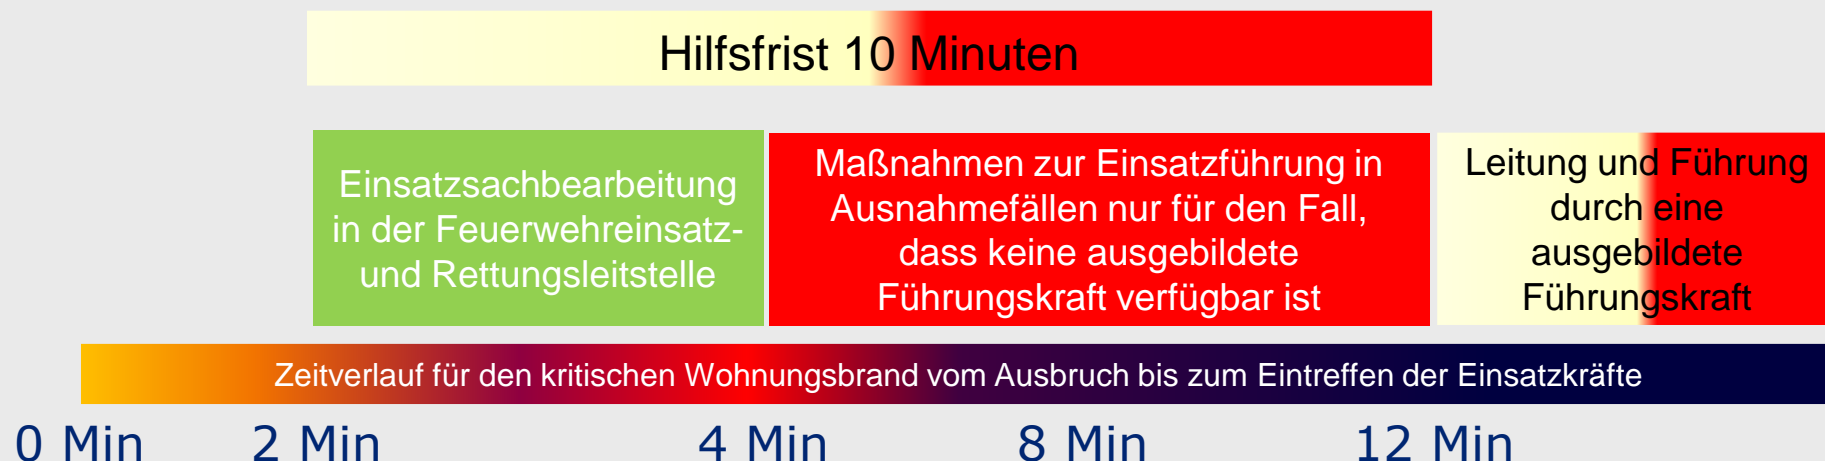 Hilfsfrist 10 Minuten
Einsatzsachbearbeitung
in der Feuerwehreinsatz-
und Rettungsleitstelle
Maßnahmen zur Einsatzführung in
Ausnahmefällen nur für den Fall,
dass keine ausgebildete
Führungskraft verfügbar ist
Leitung und Führung
durch eine
ausgebildete
Führungskraft
Zeitverlauf für den kritischen Wohnungsbrand vom Ausbruch bis zum Eintreffen der Einsatzkräfte
0 Min 2 Min 4 Min 8 Min 12 Min